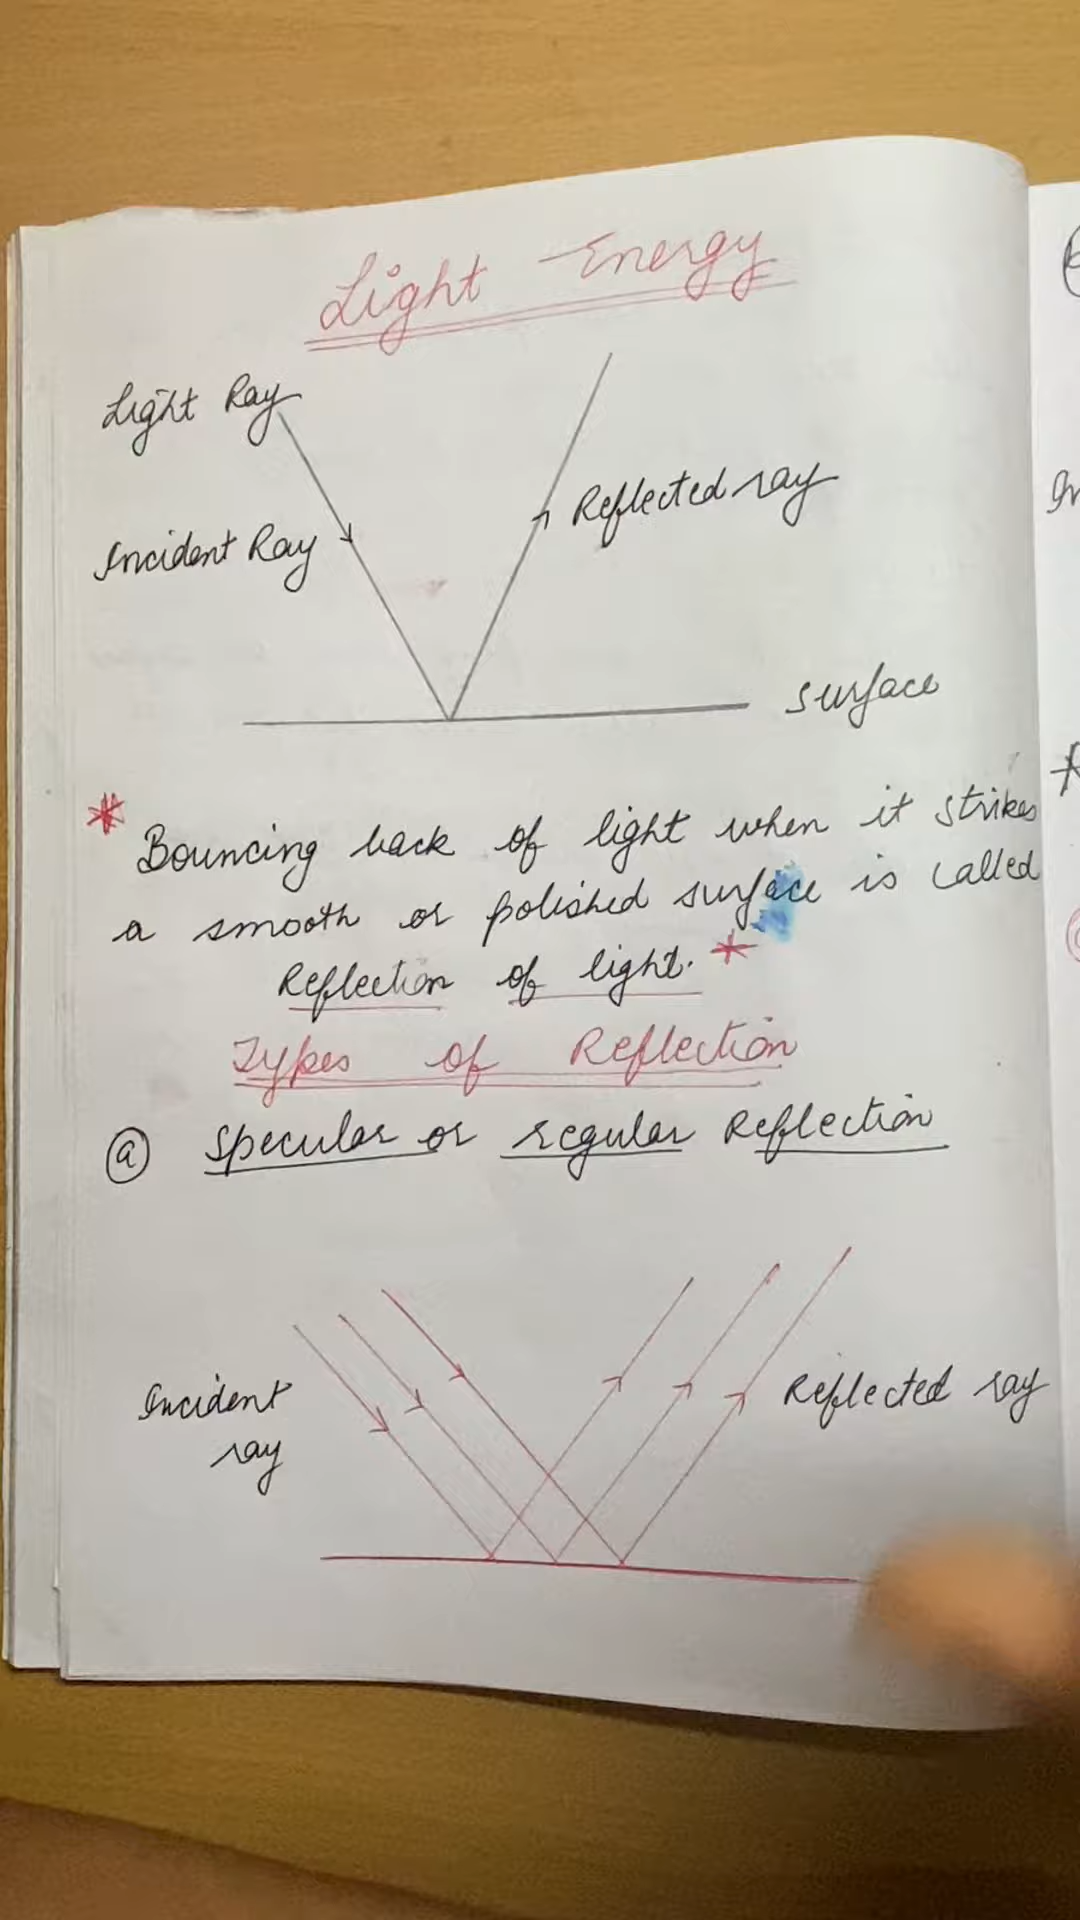 Light Energy
Light Ray
Reflected ray
Incident Ray
surface
* Bouncing back of light when it strikes
a smooth or polished surface is called
Reflection of light. *
Types of Reflection
(a) Specular or regular Reflection
Incident
ray
Reflected ray